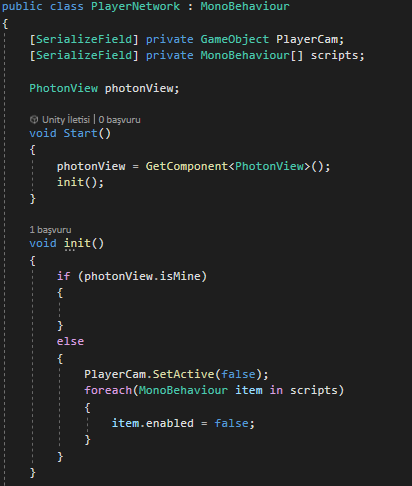 public class PlayerNetwork : MonoBehaviour
{
    [SerializeField] private GameObject PlayerCam;
    [SerializeField] private MonoBehaviour[] scripts;

    PhotonView photonView;

    Unity İletisi | 0 başvuru
    void Start()
    {
        photonView = GetComponent<PhotonView>();
        init();
    }

    1 başvuru
    void init()
    {
        if (photonView.isMine)
        {

        }
        else
        {
            PlayerCam.SetActive(false);
            foreach(MonoBehaviour item in scripts)
            {
                item.enabled = false;
            }
        }
    }